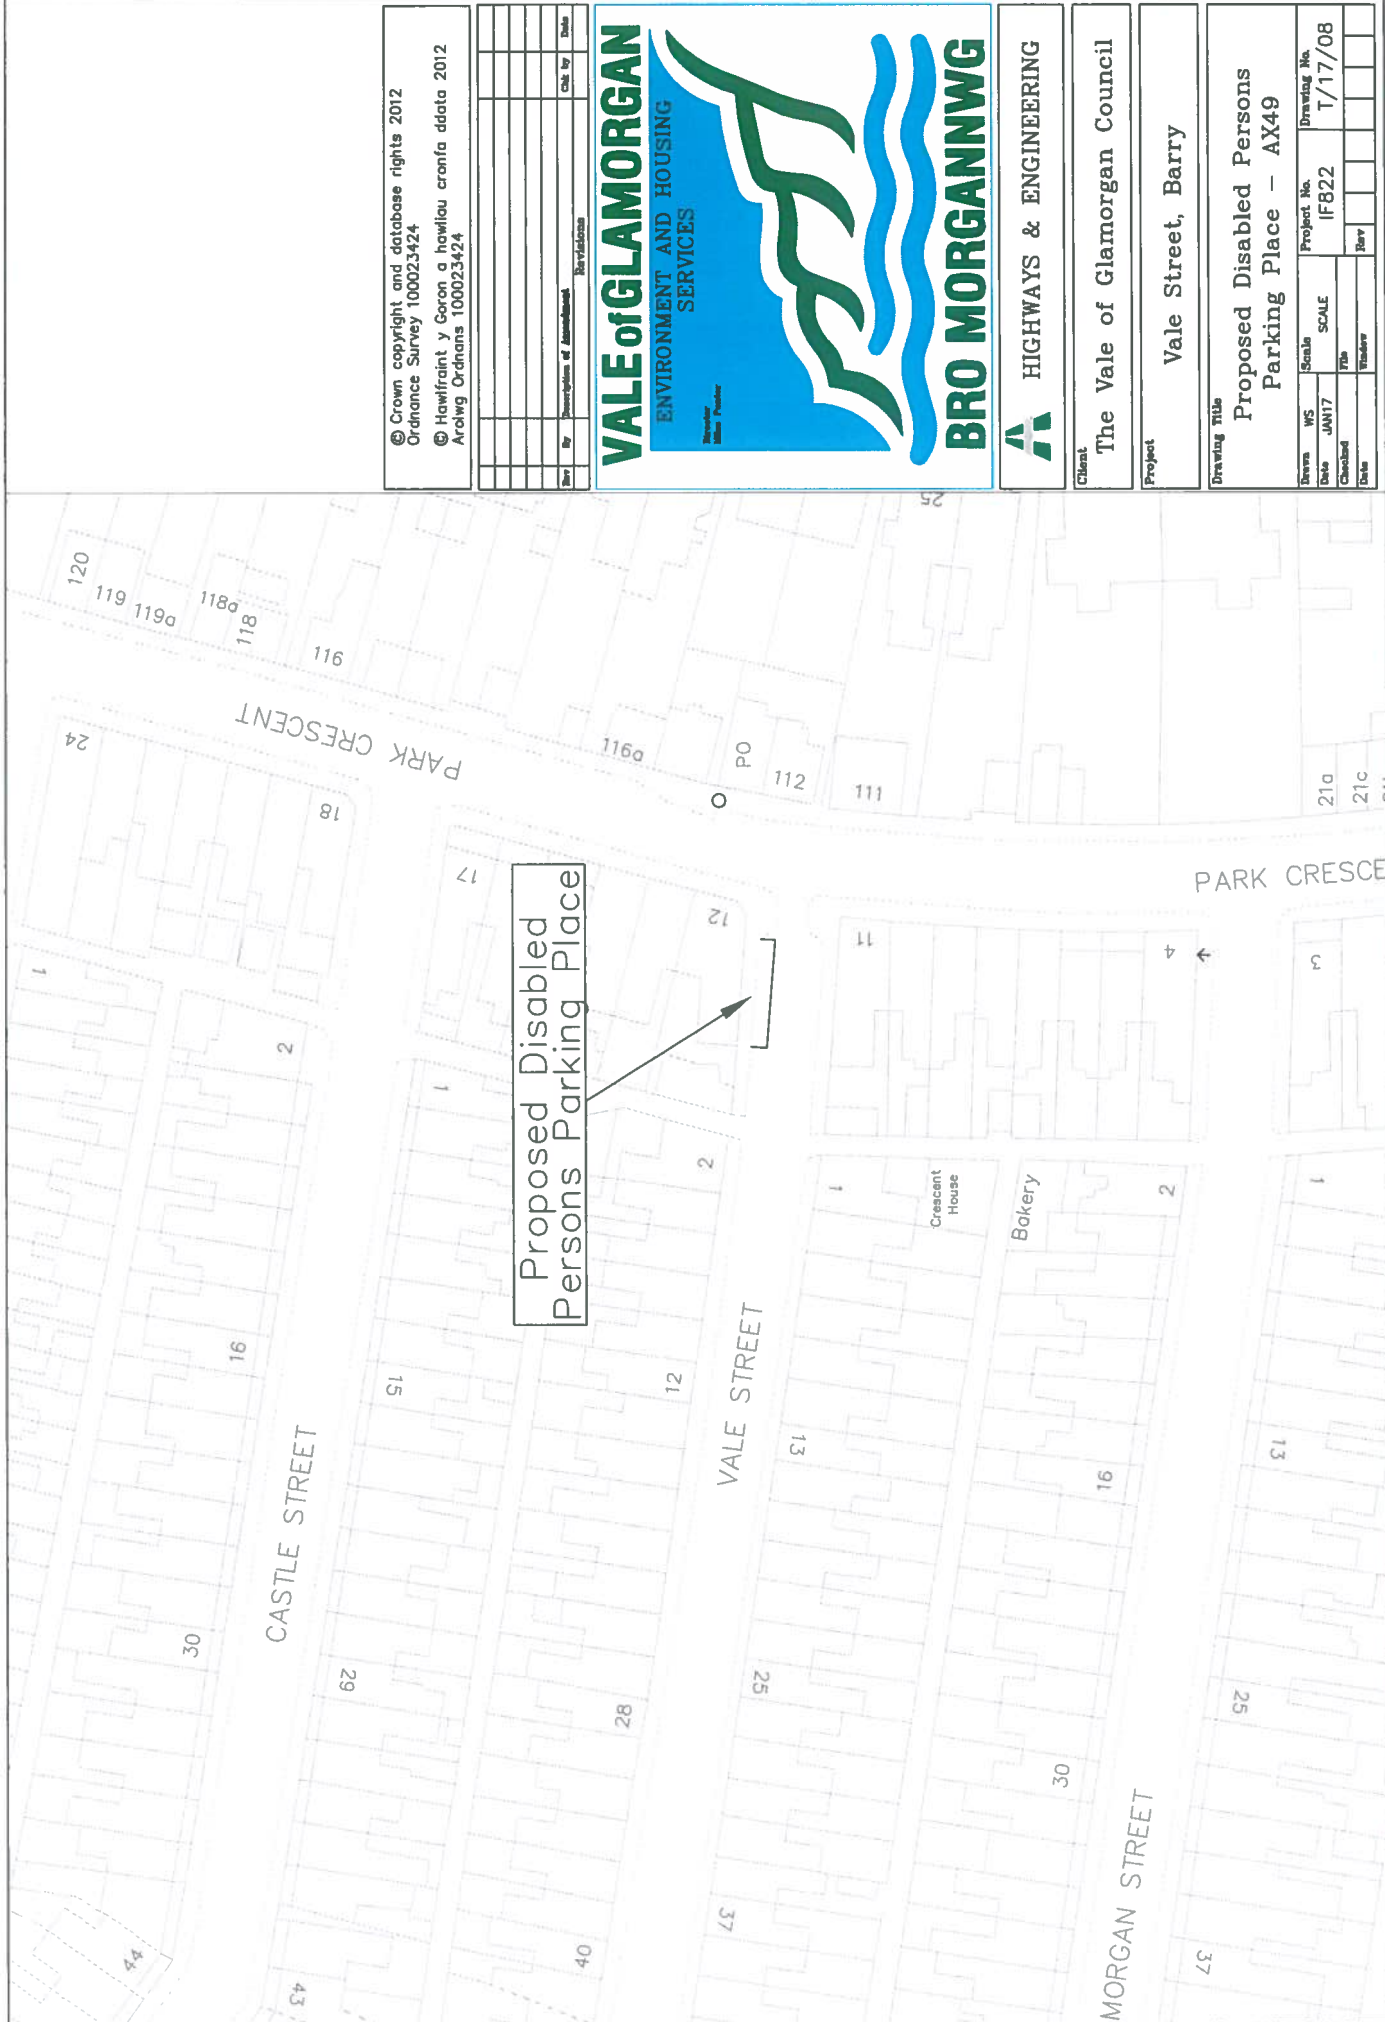 © Crown copyright and database rights 2012
Ordnance Survey 100023424
© Hawlfraint y Goron a hawliau cronfa ddata 2012
Arolwg Ordnans 100023424
Rev By Description of Amendment Chk by Date
Revisions
VALE of GLAMORGAN
ENVIRONMENT AND HOUSING
SERVICES
Director
Miles Punter
BRO MORGANNWG
HIGHWAYS & ENGINEERING
Client
The Vale of Glamorgan Council
Project
Vale Street, Barry
Drawing Title
Proposed Disabled Persons
Parking Place - AX49
Drawn WS
Date JAN17
Checked
Date
Scale SCALE
File
Window
Project No.
IF822
Drawing No.
T/17/08
Rev
Proposed Disabled
Persons Parking Place
PARK CRESCENT
PARK CRESCE
CASTLE STREET
VALE STREET
MORGAN STREET
Crescent
House
Bakery
PO
120
119
119a
118a
118
116
116a
112
111
25
21a
21c
24
18
17
12
11
4
3
1
2
16
30
44
1
15
29
43
2
12
28
40
1
13
25
37
2
16
30
1
13
25
37